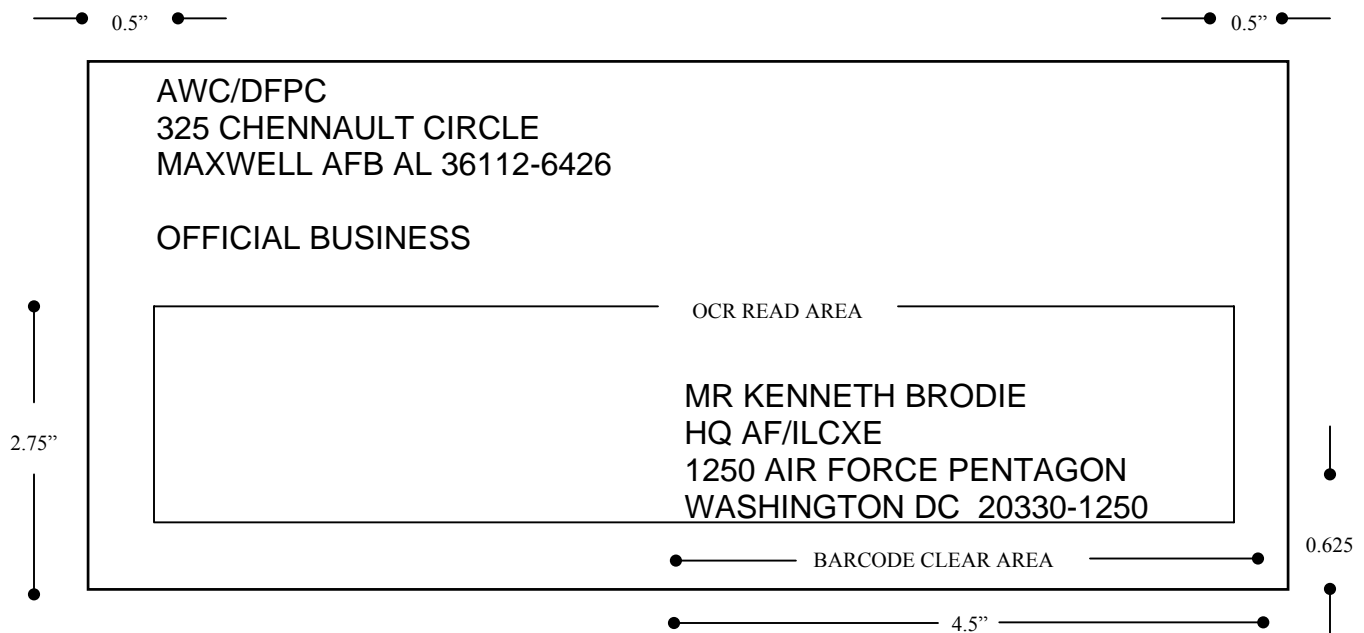 0.5” 0.5”
AWC/DFPC
325 CHENNAULT CIRCLE
MAXWELL AFB AL 36112-6426
OFFICIAL BUSINESS
OCR READ AREA
MR KENNETH BRODIE
HQ AF/ILCXE
2.75”
1250 AIR FORCE PENTAGON
WASHINGTON DC  20330-1250
0.625
BARCODE CLEAR AREA
4.5”